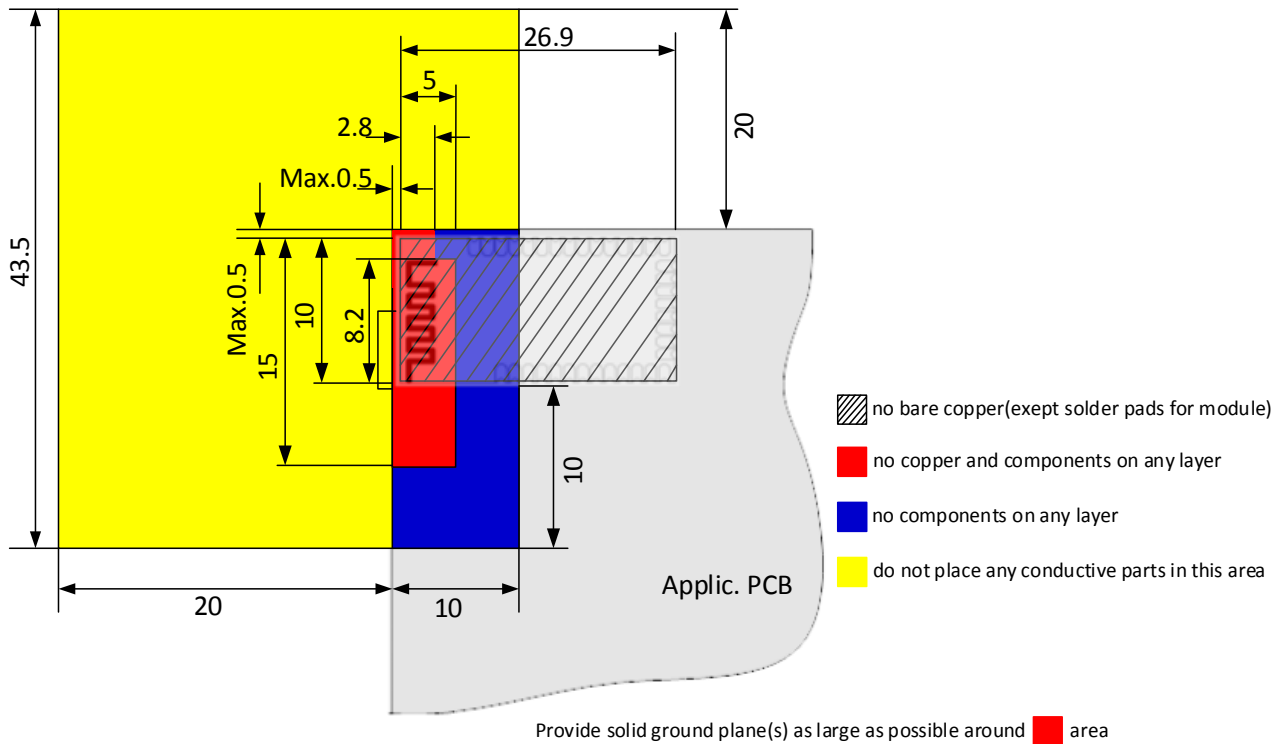 26.9
5
20
2.8
Max.0.5
43.5
Max.0.5
10
8.2
15
no bare copper(exept solder pads for module)
no copper and components on any layer
10
no components on any layer
do not place any conductive parts in this area
Applic. PCB
20
10
Provide solid ground plane(s) as large as possible around area